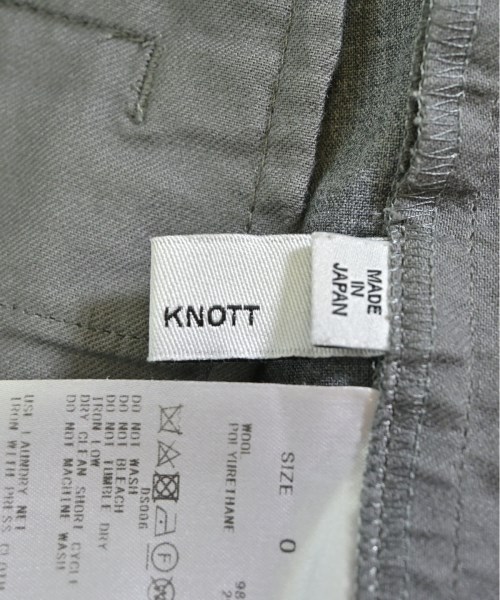 KNOTT
MADE
IN
JAPAN
SIZE 0
WOOL 98
POLYURETHANE 2
DS006
DO NOT WASH
DO NOT BLEACH
DO NOT TUMBLE DRY
IRON LOW
DRY CLEAN SHORT CYCLE
DO NOT MACHINE WASH
USE LAUNDRY NET
IRON WITH PRESS CLOTH